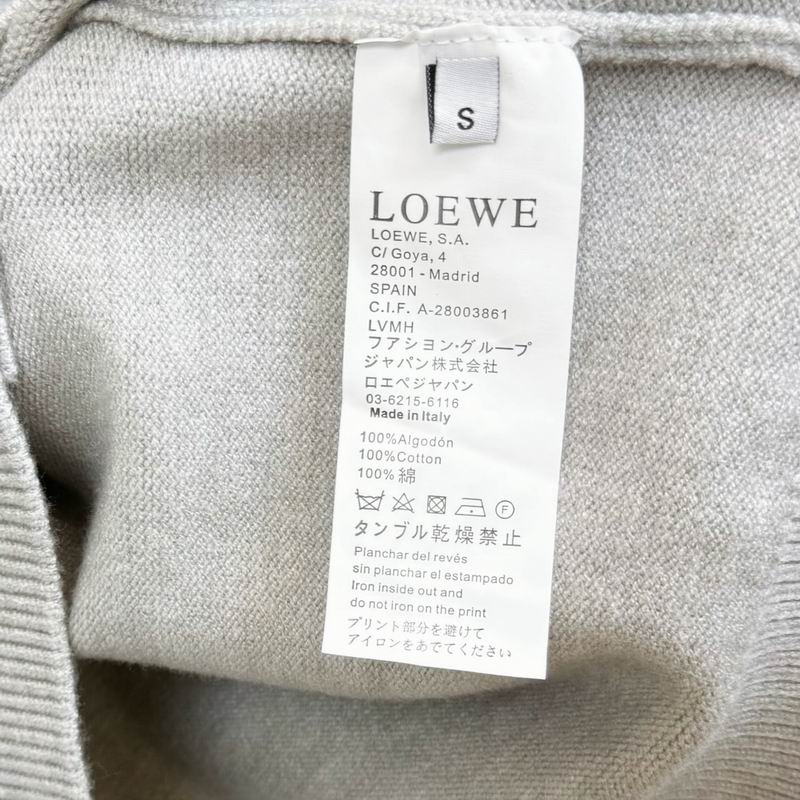 S
LOEWE
LOEWE, S.A.
C/ Goya, 4
28001 - Madrid
SPAIN
C.I.F. A-28003861
LVMH
ファション・グループ
ジャパン株式会社
ロエベジャパン
03-6215-6116
Made in Italy
100%Algodón
100%Cotton
100%綿
F
タンブル乾燥禁止
Planchar del revés
sin planchar el estampado
Iron inside out and
do not iron on the print
プリント部分を避けて
アイロンをあでてください